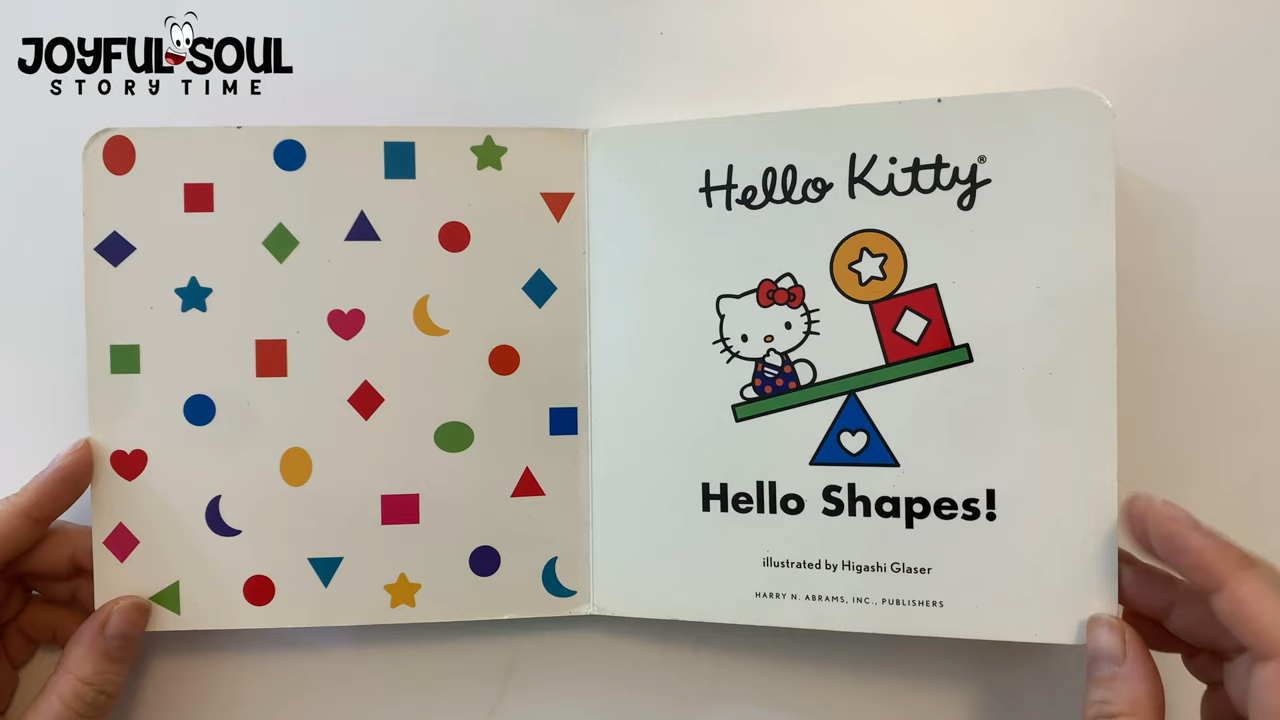 JOYFUL SOUL
STORY TIME
Hello Kitty®
Hello Shapes!
illustrated by Higashi Glaser
HARRY N. ABRAMS, INC., PUBLISHERS